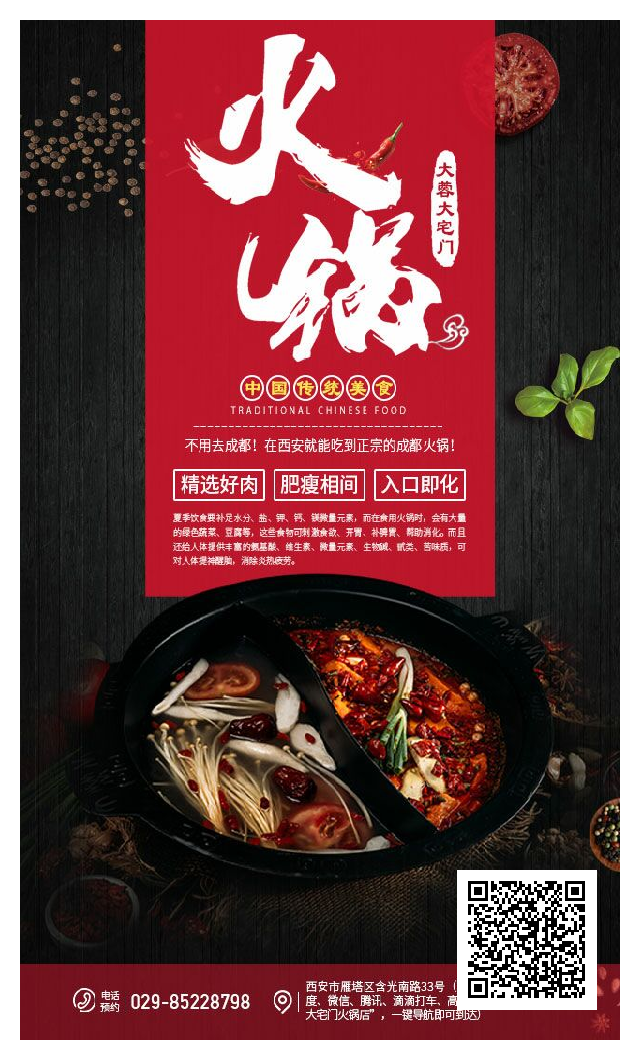 火
锅
大蓉大宅门
中国传统美食
TRADITIONAL CHINESE FOOD
不用去成都！在西安就能吃到正宗的成都火锅！
精选好肉 肥瘦相间 入口即化
夏季饮食要补足水分、盐、钾、钙、镁微量元素，而在食用火锅时，会有大量
的绿色蔬菜、豆腐等，这些食物可刺激食欲、开胃、补脾胃、帮助消化。而且
还给人体提供丰富的氨基酸、维生素、微量元素、生物碱、甙类、苦味质，可
对人体提神醒脑，消除炎热疲劳。
电话
预约
029-85228798
西安市雁塔区含光南路33号（
度、微信、腾讯、滴滴打车、高
大宅门火锅店”，一键导航即可到达）